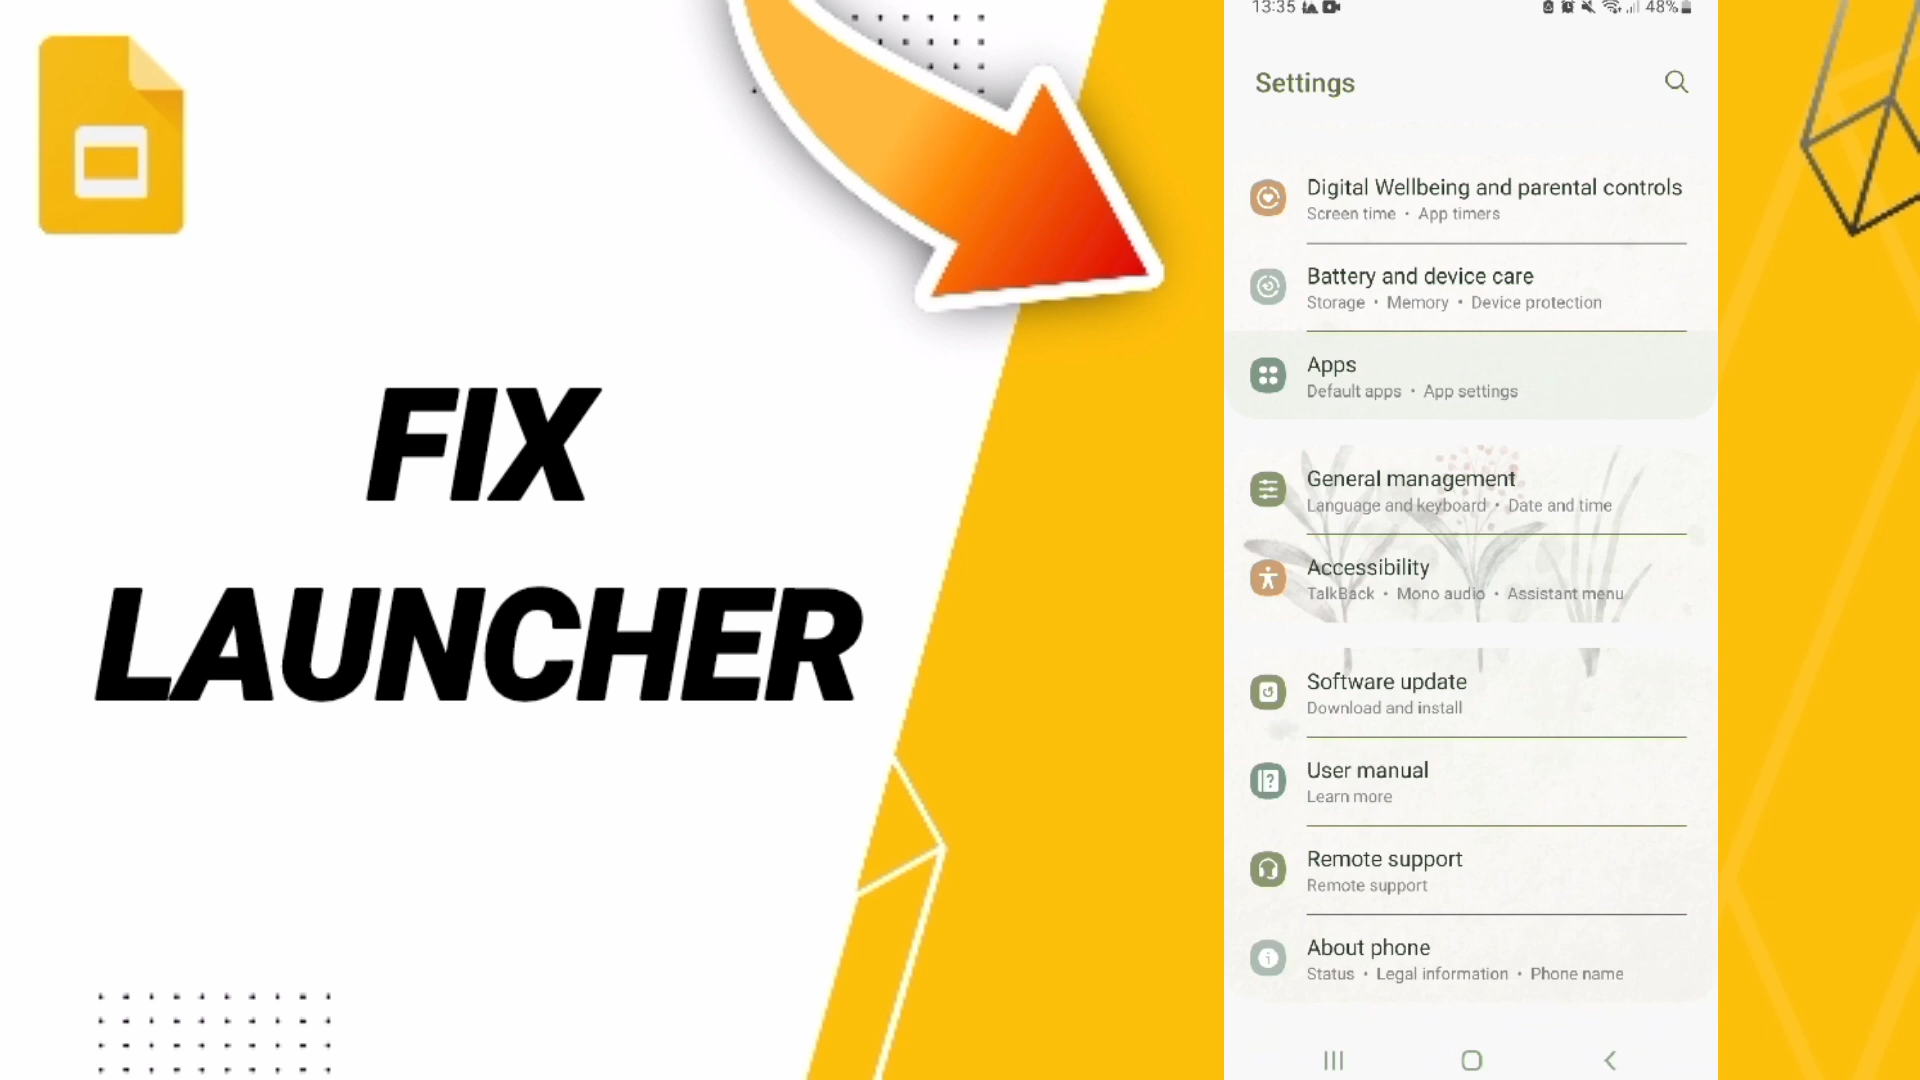 FIX
LAUNCHER
13:35
48%
Settings
Digital Wellbeing and parental controls
Screen time • App timers
Battery and device care
Storage • Memory • Device protection
Apps
Default apps • App settings
General management
Language and keyboard • Date and time
Accessibility
TalkBack • Mono audio • Assistant menu
Software update
Download and install
User manual
Learn more
Remote support
Remote support
About phone
Status • Legal information • Phone name